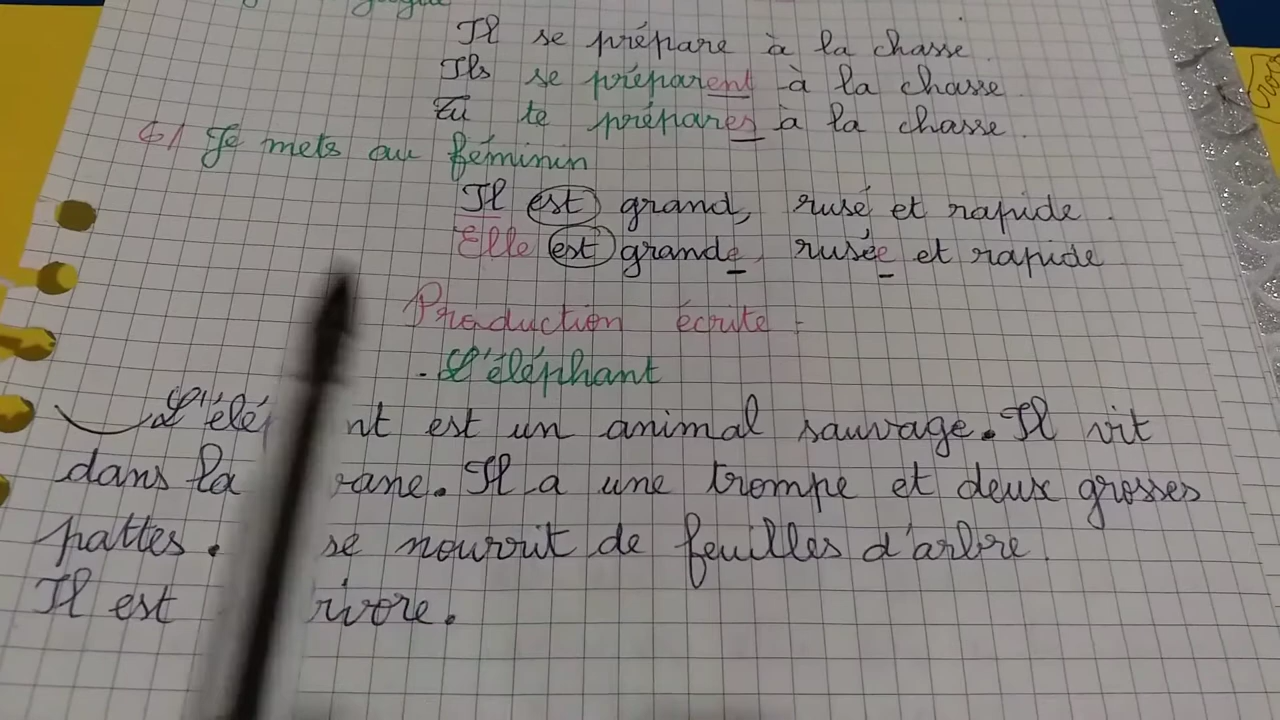 Il se prépare à la chasse.
Ils se préparent à la chasse.
Tu te prépares à la chasse.
6/ Je mets au féminin
Il est grand, rusé et rapide.
Elle est grande, rusée et rapide
Production écrite :
- L'éléphant
L'élé nt est un animal sauvage. Il vit
dans la ane. Il a une trompe et deux grosses
pattes. se nourrit de feuilles d'arbre.
Il est ivore.